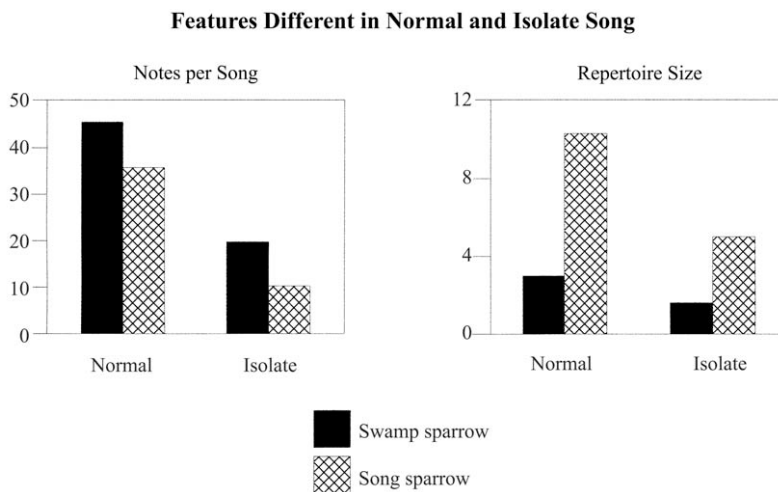 Features Different in Normal and Isolate Song
Notes per Song
50
40
30
20
10
0
Normal Isolate
Repertoire Size
12
8
4
0
Normal Isolate
Swamp sparrow
Song sparrow